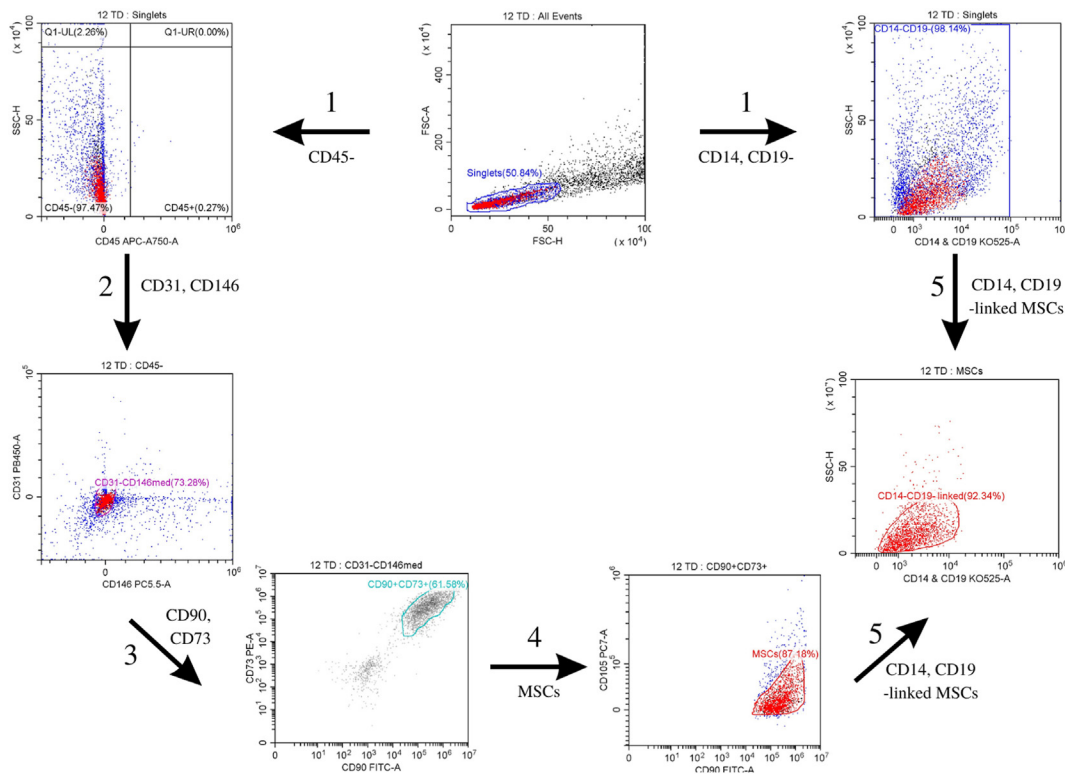 12 TD : Singlets
Q1-UL(2.26%)
Q1-UR(0.00%)
CD45-(97.47%)
CD45+(0.27%)
SSC-H
(x 10⁴)
100
50
0
0
10⁶
CD45 APC-A750-A
1
CD45-
12 TD : All Events
Singlets(50.84%)
FSC-A
(x 10⁴)
400
200
0
50
100
FSC-H
(x 10⁴)
1
CD14, CD19-
12 TD : Singlets
CD14-CD19-(98.14%)
SSC-H
(x 10⁴)
100
50
0
0
10³
10⁴
10⁵
10⁶
CD14 & CD19 KO525-A
2
CD31, CD146
5
CD14, CD19
-linked MSCs
12 TD : CD45-
CD31-CD146med(73.28%)
CD31 PB450-A
10⁵
0
0
10⁶
CD146 PC5.5-A
12 TD : MSCs
CD14-CD19- linked(92.34%)
SSC-H
100
50
0
0
10³
10⁴
10⁵
10⁶
CD14 & CD19 KO525-A
3
CD90,
CD73
12 TD : CD31-CD146med
CD90+CD73+(61.58%)
CD73 PE-A
10⁷
10⁶
10⁵
10⁴
10³
10²
10¹
0
0
10¹
10²
10³
10⁴
10⁵
10⁶
10⁷
CD90 FITC-A
4
MSCs
12 TD : CD90+CD73+
MSCs(87.18%)
CD105 PC7-A
10⁶
10⁵
0
0
10¹
10²
10³
10⁴
10⁵
10⁶
10⁷
CD90 FITC-A
5
CD14, CD19
-linked MSCs